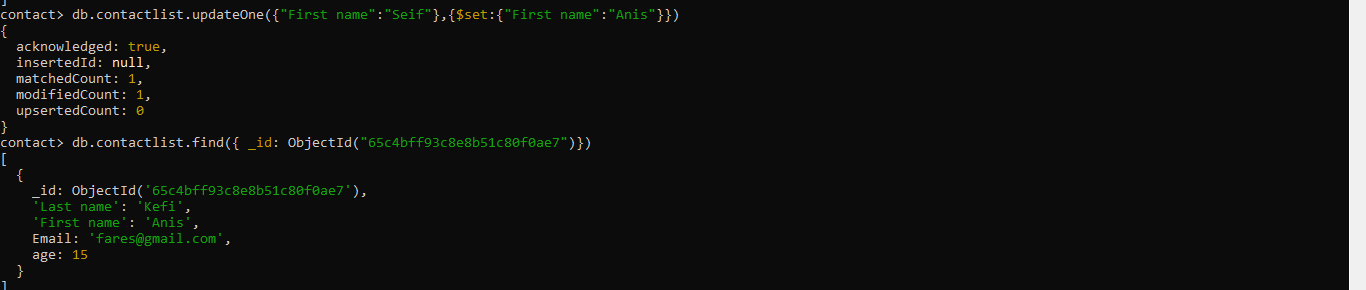 ]
contact> db.contactlist.updateOne({"First name":"Seif"},{$set:{"First name":"Anis"}})
{
  acknowledged: true,
  insertedId: null,
  matchedCount: 1,
  modifiedCount: 1,
  upsertedCount: 0
}
contact> db.contactlist.find({ _id: ObjectId("65c4bff93c8e8b51c80f0ae7")})
[
  {
    _id: ObjectId('65c4bff93c8e8b51c80f0ae7'),
    'Last name': 'Kefi',
    'First name': 'Anis',
    Email: 'fares@gmail.com',
    age: 15
  }
]